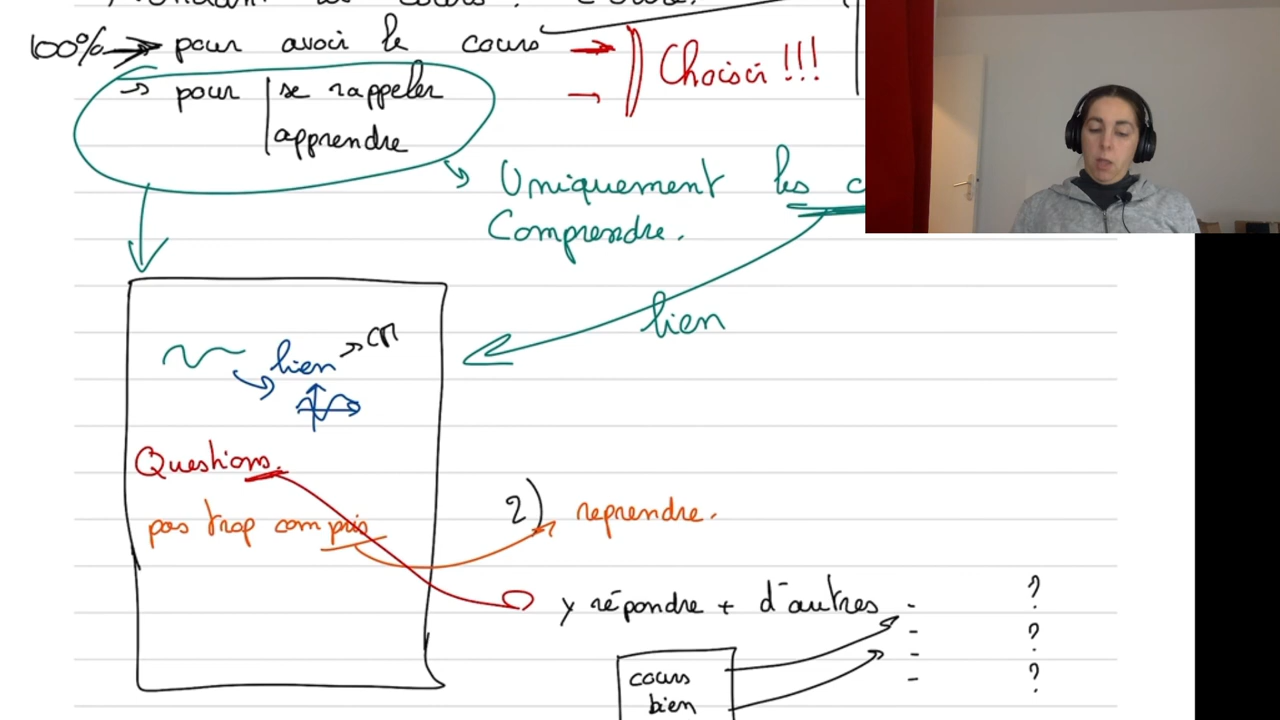 100% → pour avoir le cours → Choisir !!!
→ pour se rappeler →
apprendre
Uniquement les
Comprendre.
lien
lien → CM
Questions.
2) reprendre.
pas trop compris
y répondre + d'autres - ?
- ?
-
- ?
cours
bien